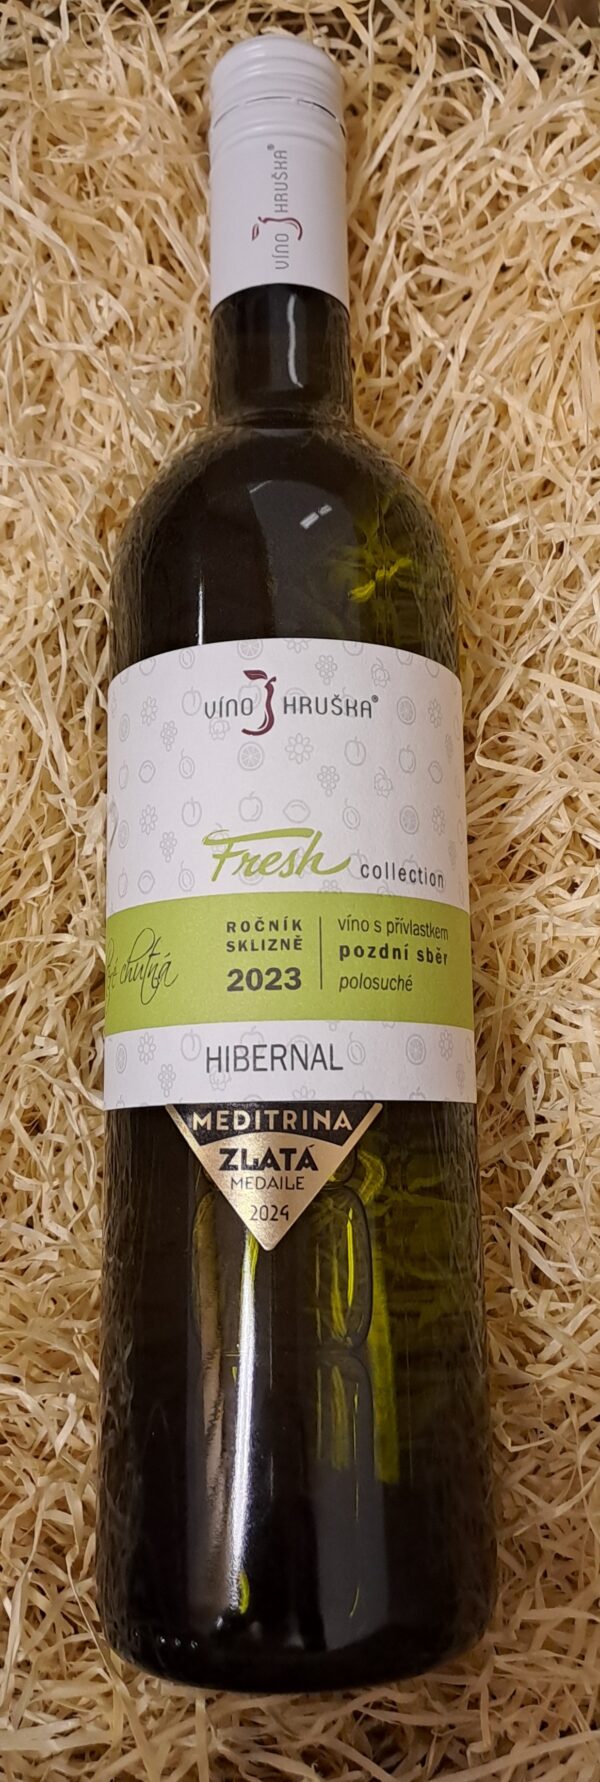 VÍNO HRUŠKA®
VÍNO HRUŠKA®
Fresh collection
ROČNÍK
SKLIZNĚ
2023
víno s přívlastkem
pozdní sběr
polosuché
chutná
HIBERNAL
MEDITRINA
ZLATÁ
MEDAILE
2024